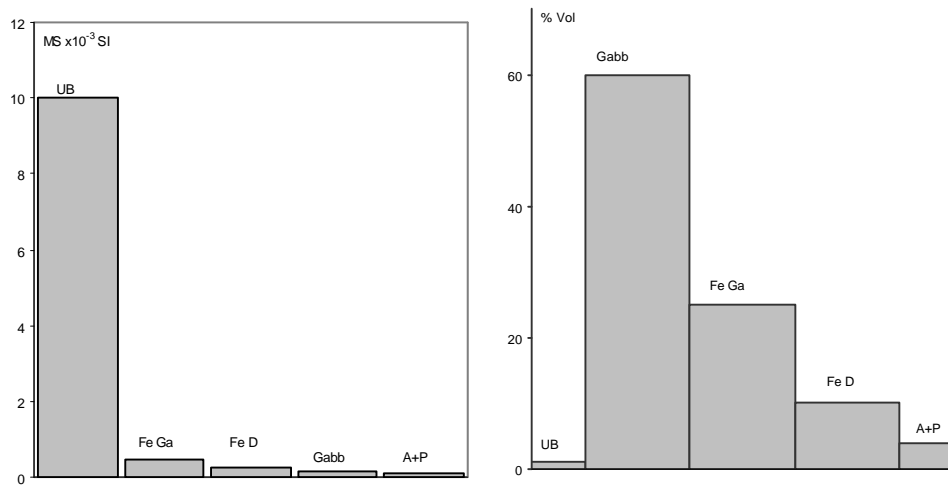 12
MS x10⁻³ SI
UB
10
8
6
4
2
Fe Ga
Fe D
Gabb
A+P
0
% Vol
Gabb
60
40
Fe Ga
20
Fe D
A+P
UB
0